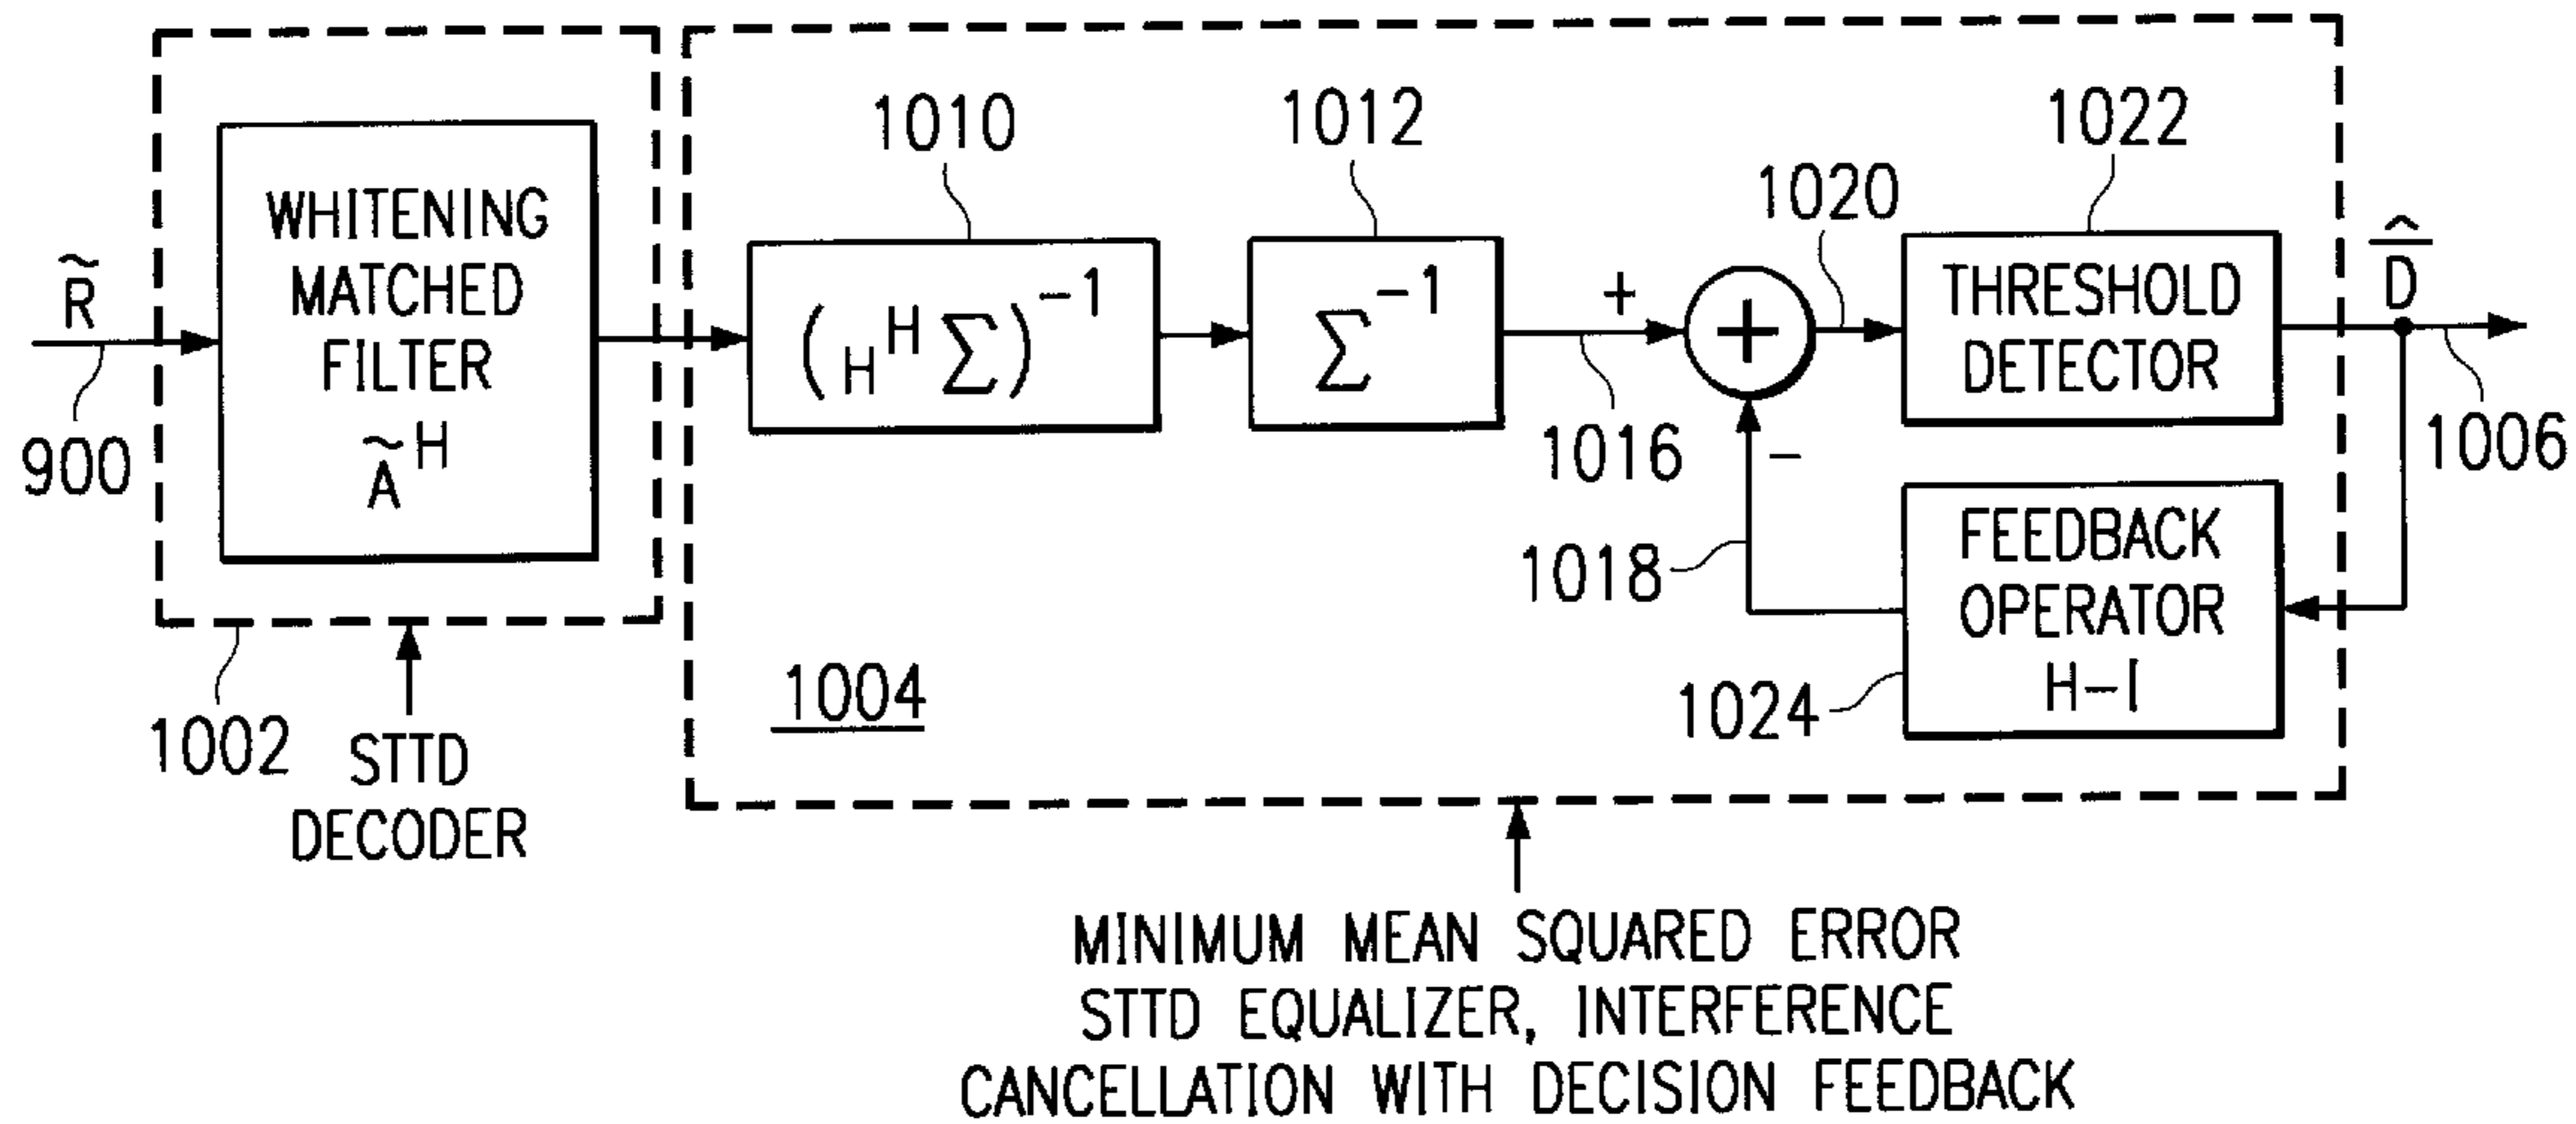 1010
1012
1022
1020
WHITENING
MATCHED
FILTER
Ã^H
R̃
900
(H^H Σ)^-1
Σ^-1
+
+
1016
THRESHOLD
DETECTOR
D̂
1006
-
1018
FEEDBACK
OPERATOR
H-I
1024
1004
1002
STTD
DECODER
MINIMUM MEAN SQUARED ERROR
STTD EQUALIZER, INTERFERENCE
CANCELLATION WITH DECISION FEEDBACK